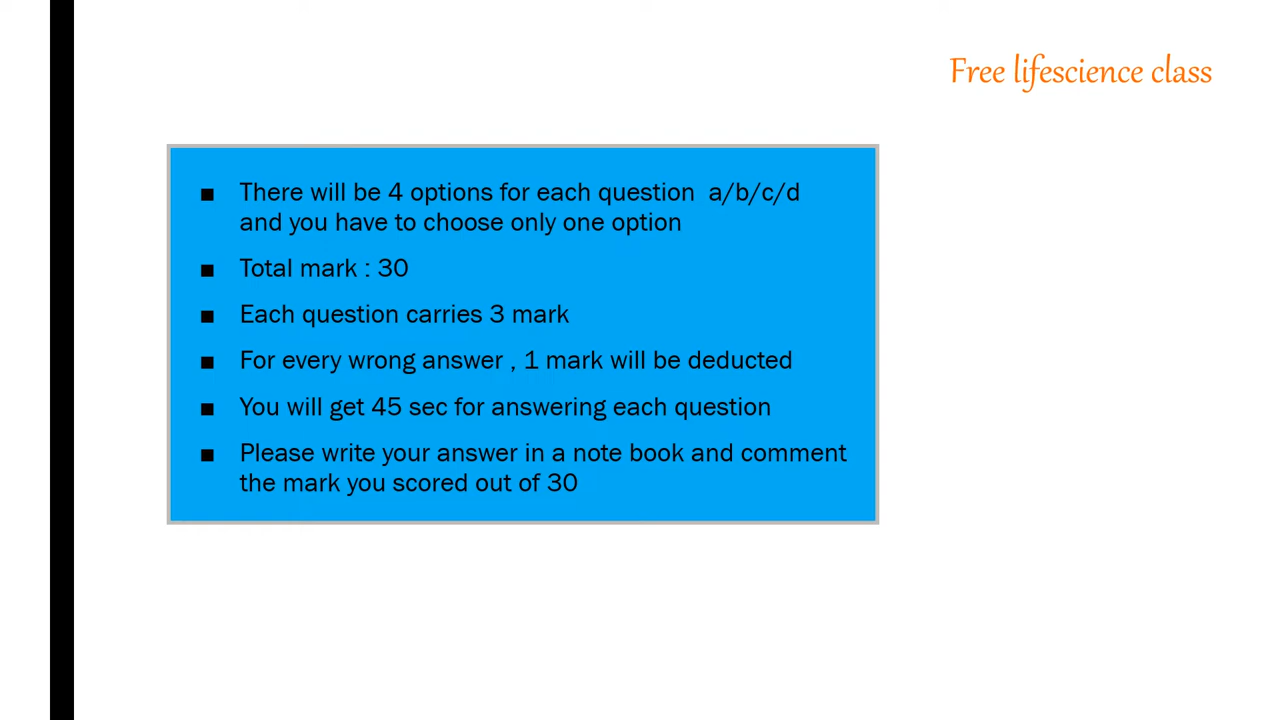 Free lifescience class
■ There will be 4 options for each question a/b/c/d
and you have to choose only one option
■ Total mark : 30
■ Each question carries 3 mark
■ For every wrong answer , 1 mark will be deducted
■ You will get 45 sec for answering each question
■ Please write your answer in a note book and comment
the mark you scored out of 30